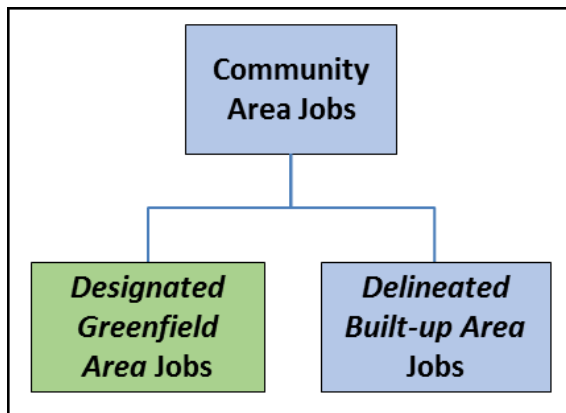 Community
Area Jobs
Designated
Greenfield
Area Jobs
Delineated
Built-up Area
Jobs